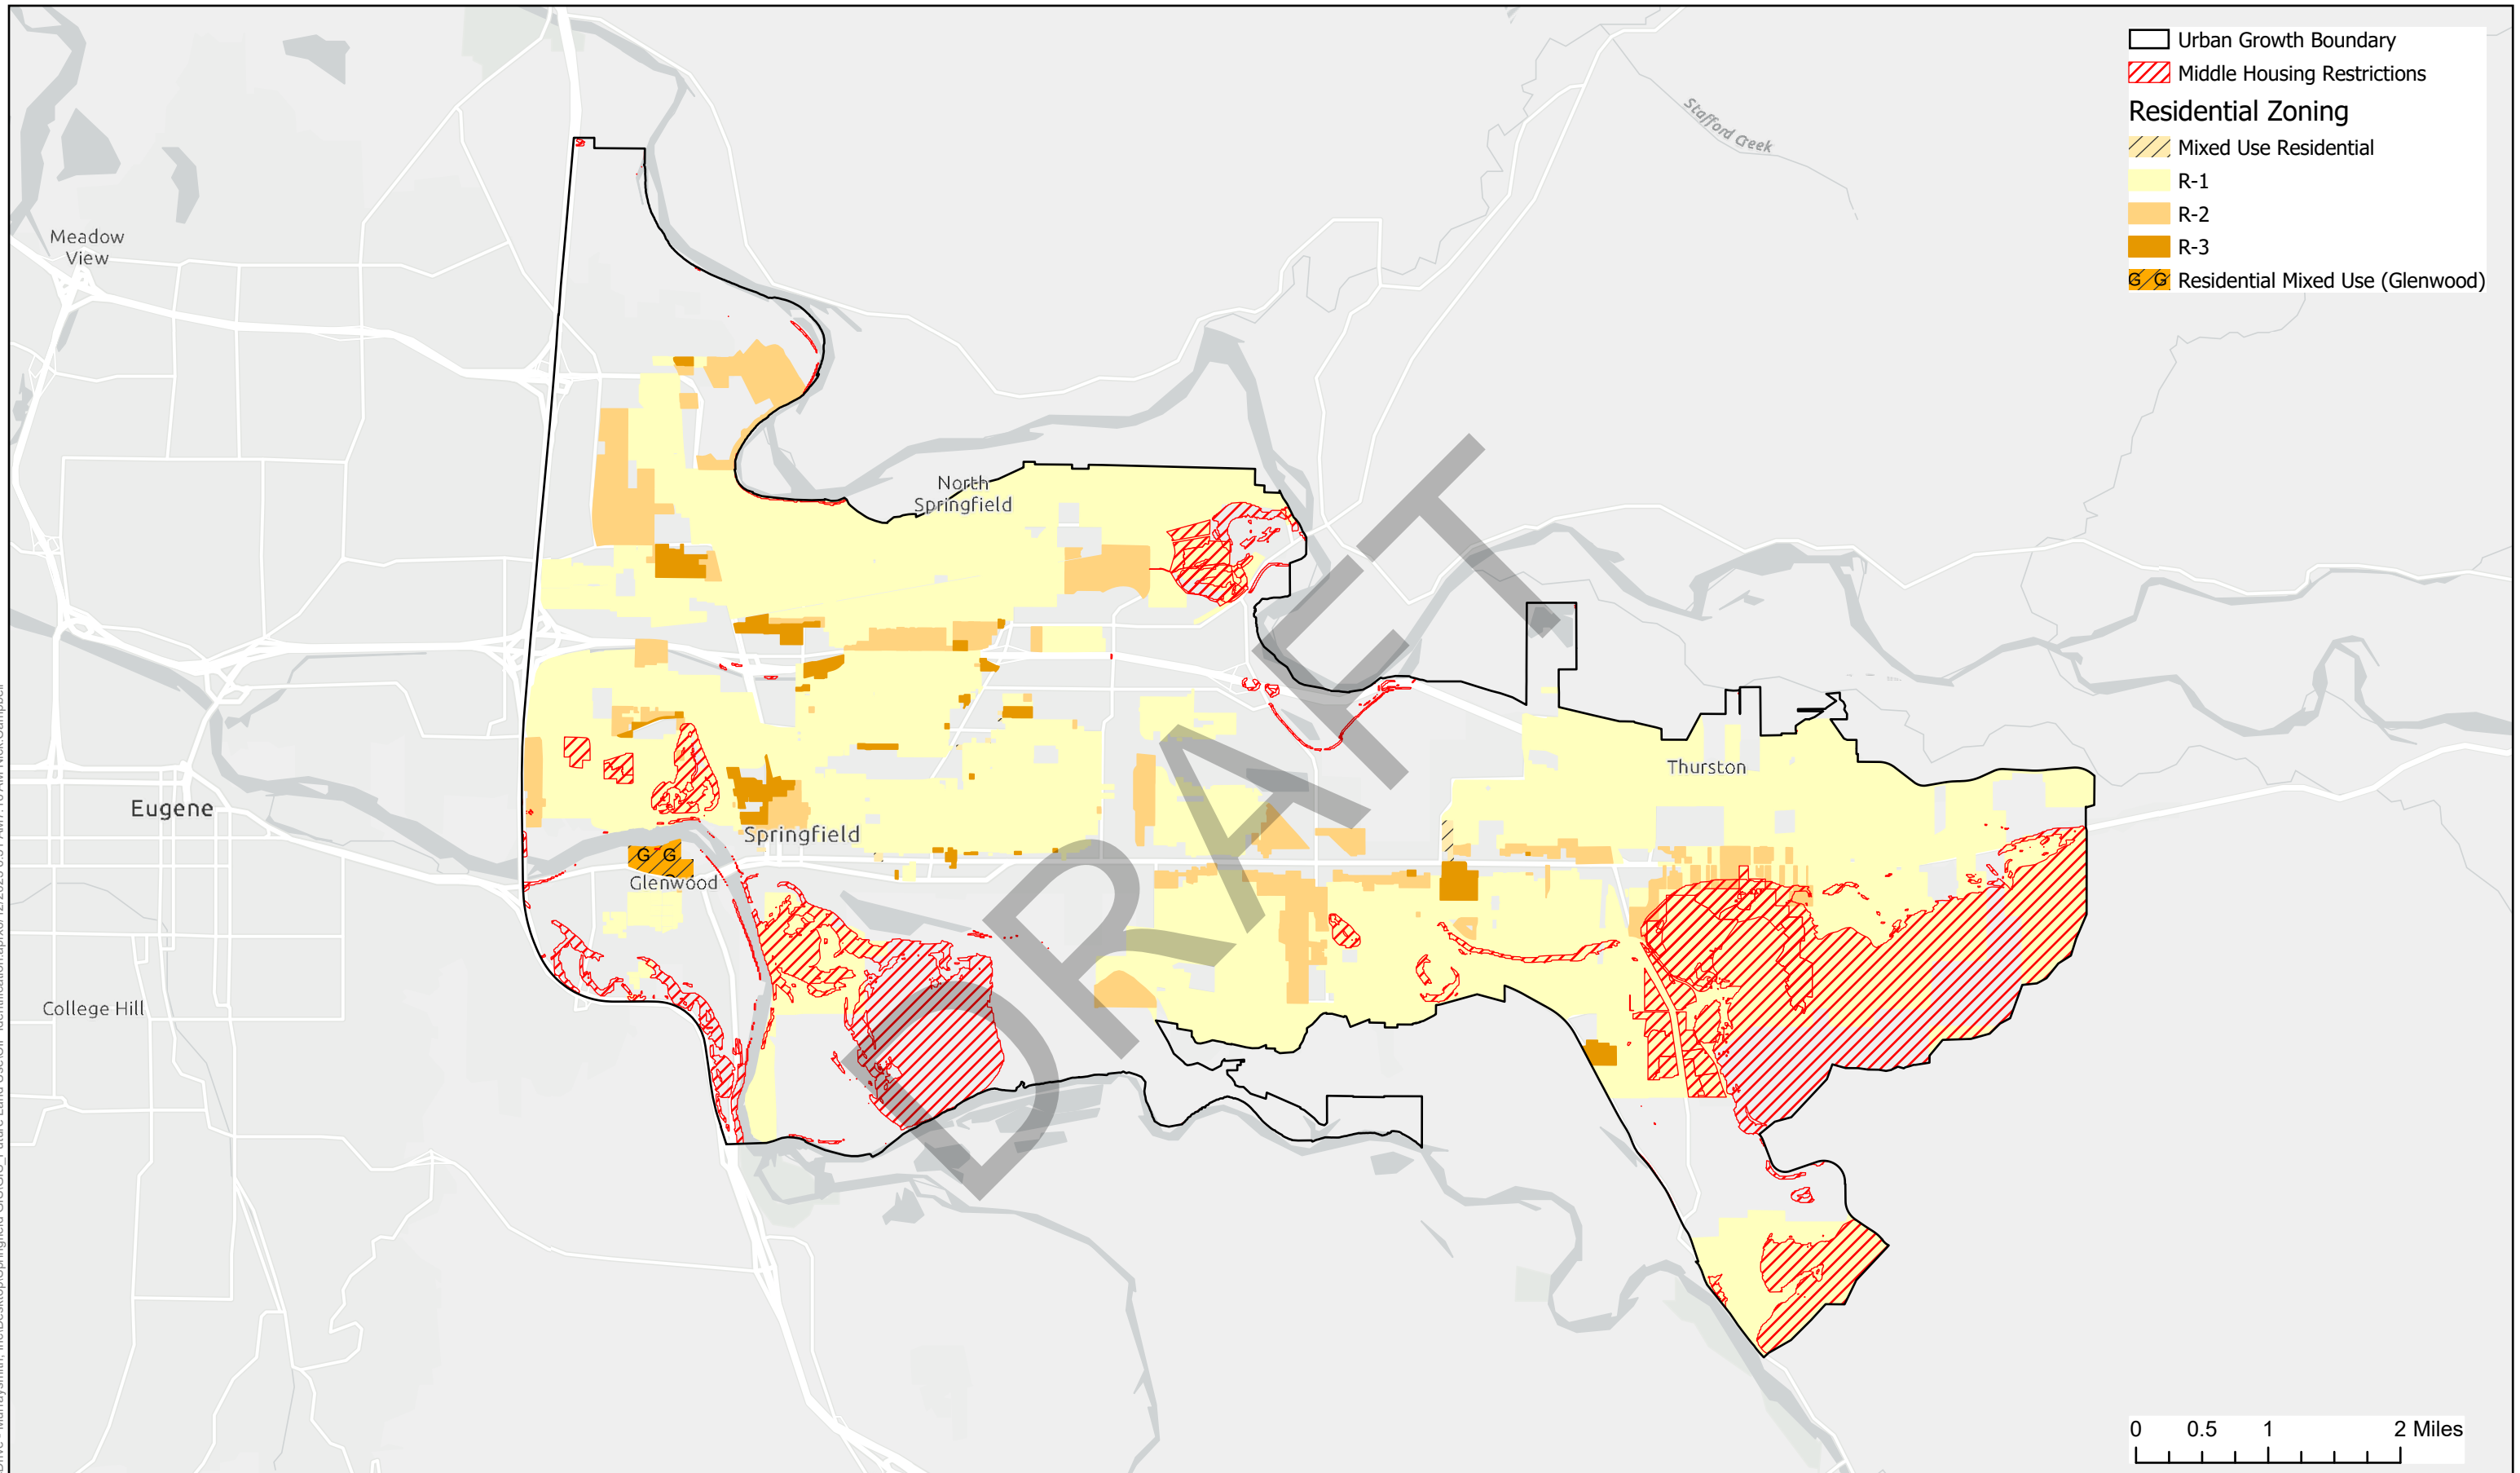 Urban Growth Boundary
Middle Housing Restrictions
Residential Zoning
Mixed Use Residential
R-1
R-2
R-3
G G Residential Mixed Use (Glenwood)
Stafford Creek
Meadow
View
North
Springfield
Thurston
Eugene
Springfield
G G
Glenwood
College Hill
DRAFT
0 0.5 1 2 Miles